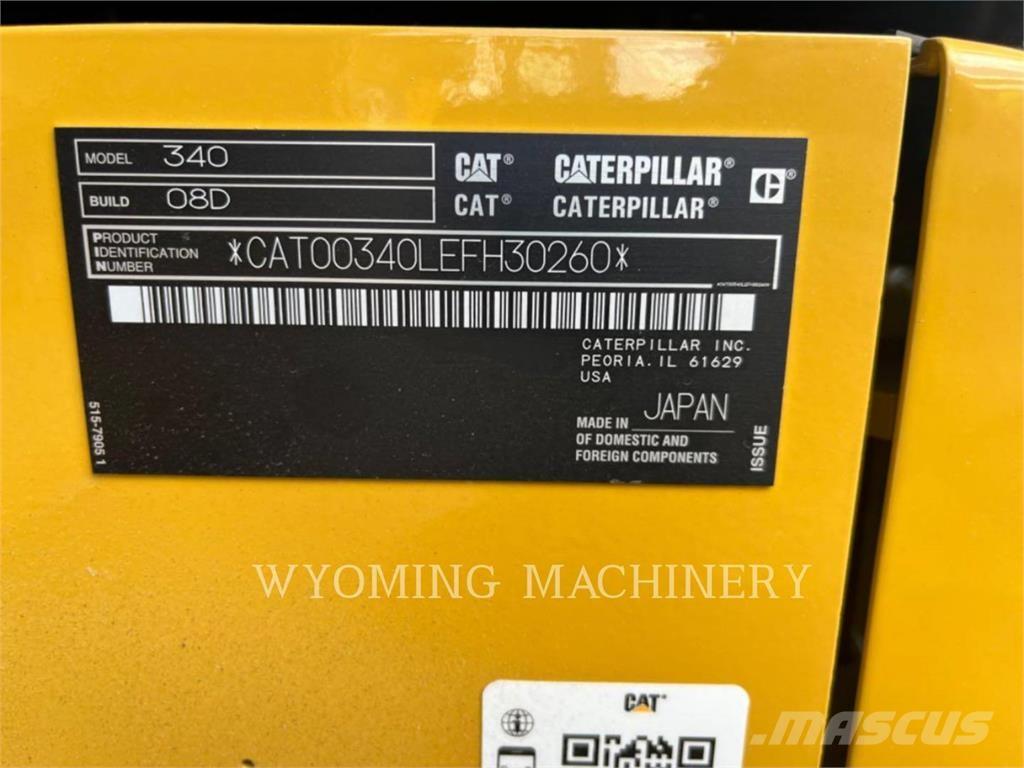 MODEL 340
CAT® CATERPILLAR®
BUILD 08D
CAT® CATERPILLAR®
PRODUCT
IDENTIFICATION
NUMBER
*CAT00340LEFH30260*
CATERPILLAR INC.
PEORIA. IL 61629
USA
MADE IN JAPAN
OF DOMESTIC AND
FOREIGN COMPONENTS
ISSUE
515-7905 1
WYOMING MACHINERY
CAT®
MASCUS